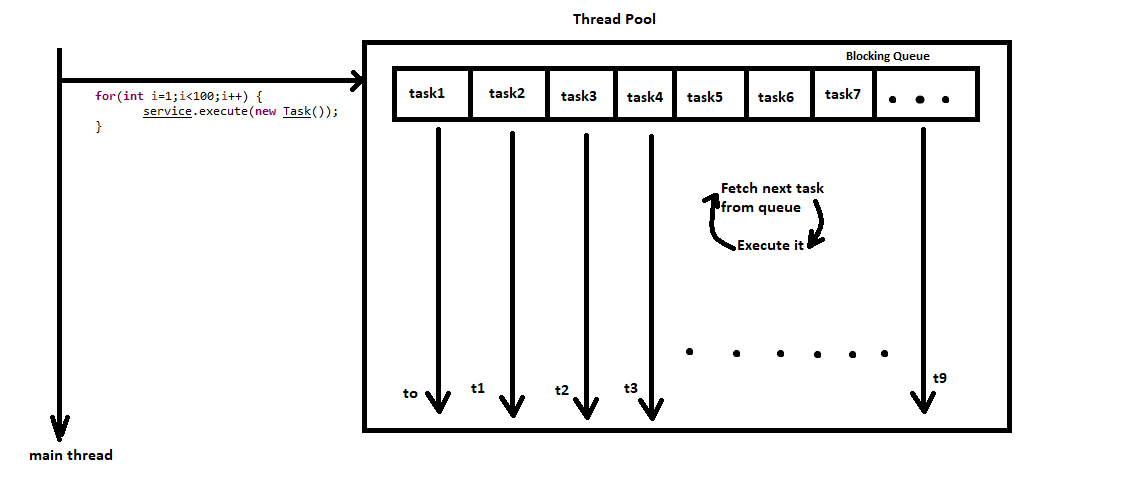 Thread Pool
Blocking Queue
for(int i=1;i<100;i++) {
service.execute(new Task());
}
task1 task2 task3 task4 task5 task6 task7
Fetch next task
from queue
Execute it
to t1 t2 t3 t9
main thread